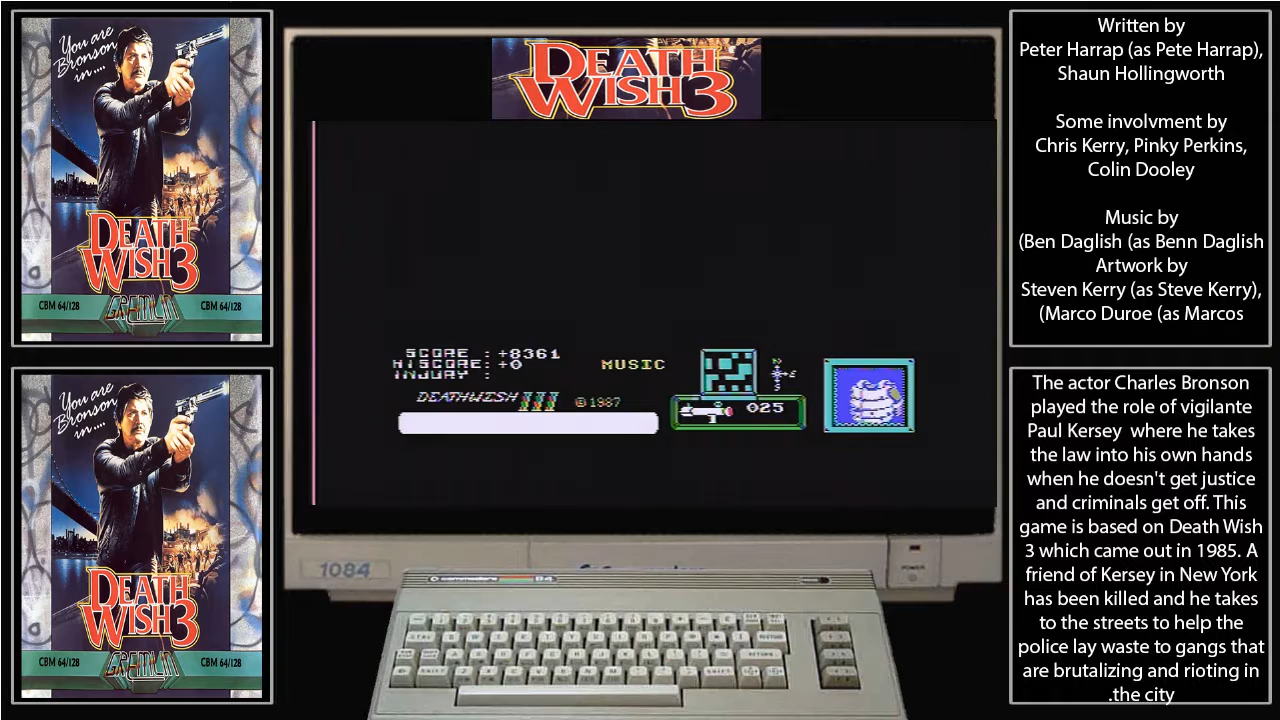 You are
Bronson
in....
DEATH
WISH 3
CBM 64/128
GREMLIN
CBM 64/128
You are
Bronson
in....
DEATH
WISH 3
CBM 64/128
GREMLIN
CBM 64/128
DEATH
WISH 3
SCORE : +8361
HISCORE: +0
INJURY :
MUSIC
N
E
S
DEATHWISH III ©1987
025
1084
POWER
commodore 64
Written by
Peter Harrap (as Pete Harrap),
Shaun Hollingworth
Some involvment by
Chris Kerry, Pinky Perkins,
Colin Dooley
Music by
(Ben Daglish (as Benn Daglish
Artwork by
Steven Kerry (as Steve Kerry),
(Marco Duroe (as Marcos
The actor Charles Bronson
played the role of vigilante
Paul Kersey where he takes
the law into his own hands
when he doesn't get justice
and criminals get off. This
game is based on Death Wish
3 which came out in 1985. A
friend of Kersey in New York
has been killed and he takes
to the streets to help the
police lay waste to gangs that
are brutalizing and rioting in
.the city